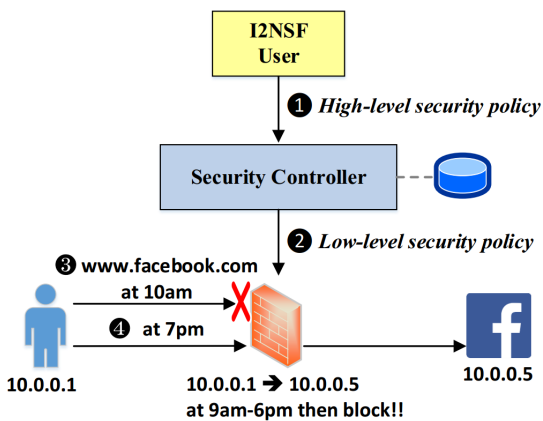 I2NSF
User
❶ High-level security policy
Security Controller
❷ Low-level security policy
❸ www.facebook.com
at 10am
❹ at 7pm
f
10.0.0.1
10.0.0.1 ➔ 10.0.0.5
10.0.0.5
at 9am-6pm then block!!